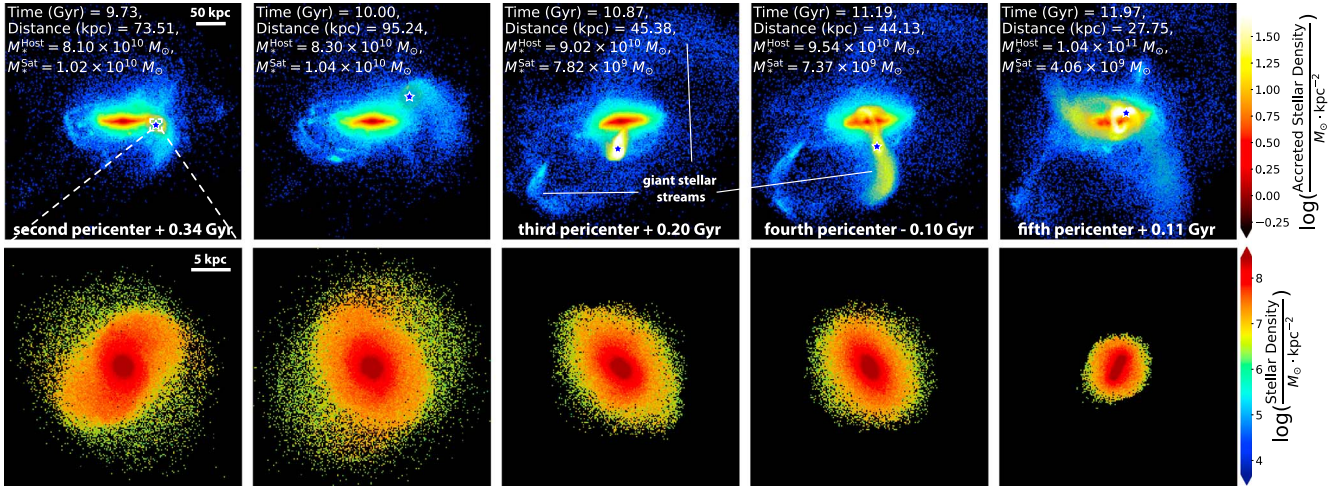 Time (Gyr) = 9.73,
Distance (kpc) = 73.51,
M*^Host = 8.10 × 10^10 M⊙,
M*^Sat = 1.02 × 10^10 M⊙
50 kpc
second pericenter + 0.34 Gyr
Time (Gyr) = 10.00,
Distance (kpc) = 95.24,
M*^Host = 8.30 × 10^10 M⊙,
M*^Sat = 1.04 × 10^10 M⊙
Time (Gyr) = 10.87,
Distance (kpc) = 45.38,
M*^Host = 9.02 × 10^10 M⊙,
M*^Sat = 7.82 × 10^9 M⊙
giant stellar
streams
third pericenter + 0.20 Gyr
Time (Gyr) = 11.19,
Distance (kpc) = 44.13,
M*^Host = 9.54 × 10^10 M⊙,
M*^Sat = 7.37 × 10^9 M⊙
fourth pericenter - 0.10 Gyr
Time (Gyr) = 11.97,
Distance (kpc) = 27.75,
M*^Host = 1.04 × 10^11 M⊙,
M*^Sat = 4.06 × 10^9 M⊙
fifth pericenter + 0.11 Gyr
1.50
1.25
1.00
0.75
0.50
0.25
0.00
−0.25
log(Accreted Stellar Density / M⊙ · kpc^−2)
5 kpc
8
7
6
5
4
log(Stellar Density / M⊙ · kpc^−2)